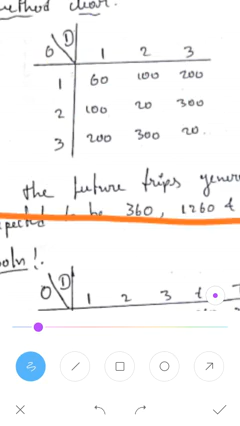 method clear.
O D 1 2 3
1 60 100 200
2 100 20 300
3 200 300 20.
the future trips gener
pected to be 360, 1260 &
soln!.
O D 1 2 3 t